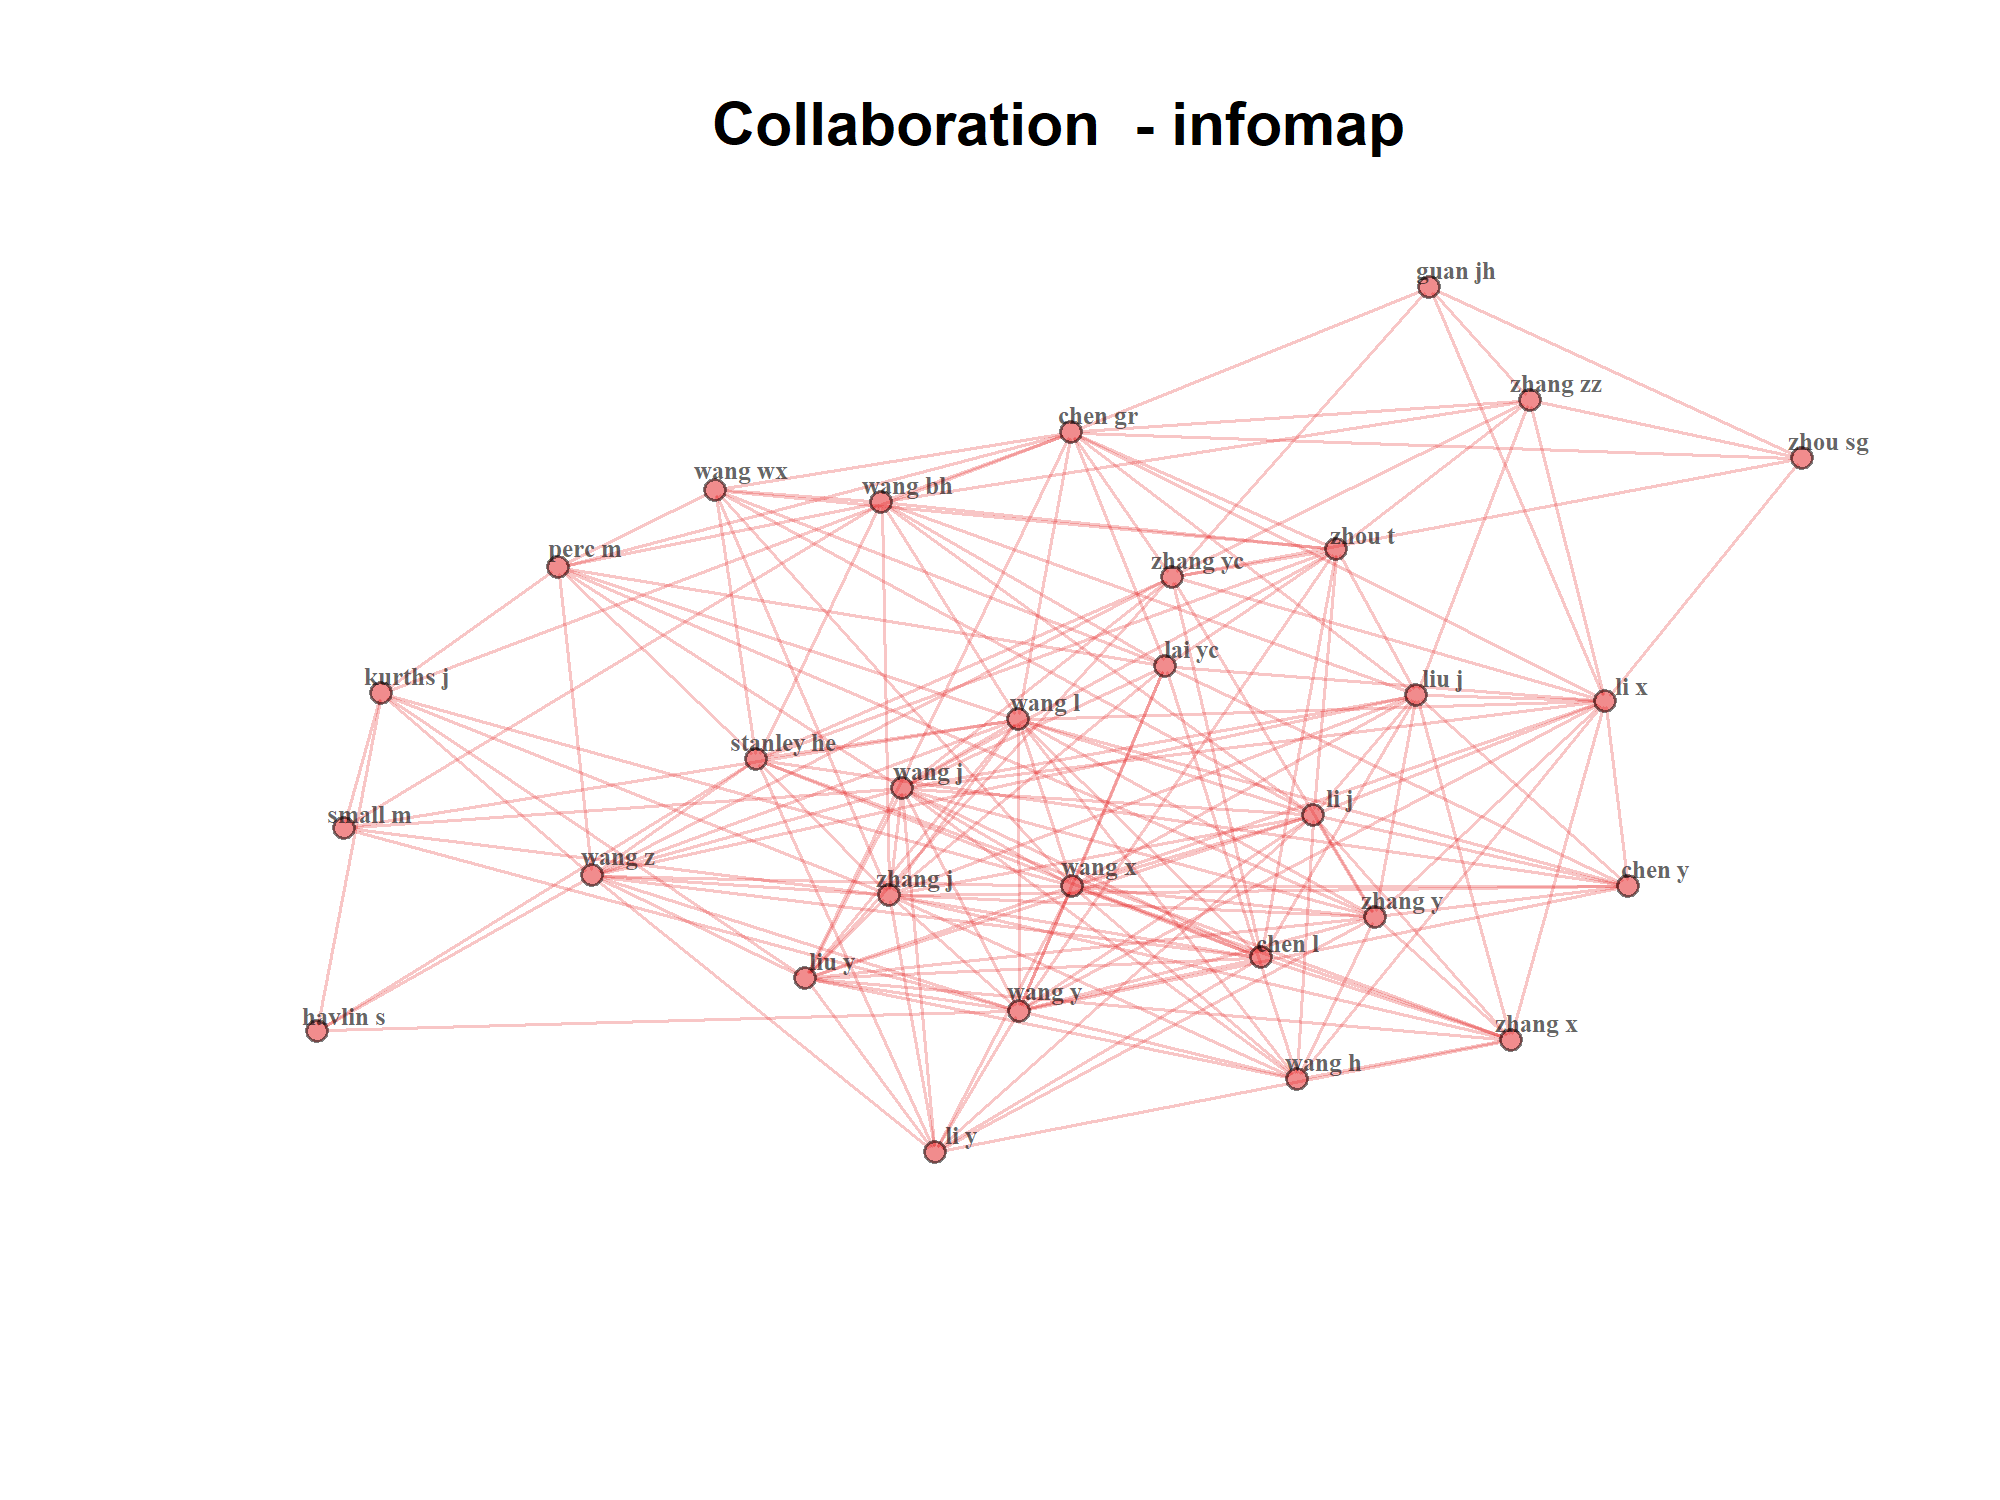 Collaboration  - infomap
guan jh
zhang zz
chen gr
zhou sg
wang wx
wang bh
zhou t
perc m
zhang yc
lai yc
kurths j
liu j
li x
wang l
stanley he
wang j
li j
small m
wang z
wang x
chen y
zhang j
zhang y
chen l
liu y
wang y
havlin s
zhang x
wang h
li y